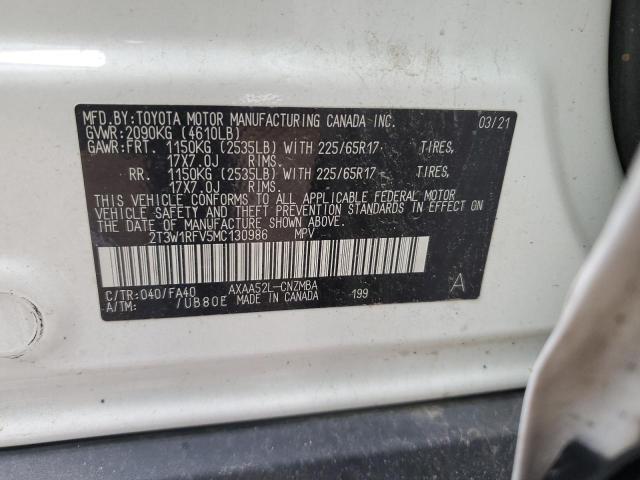 MFD.BY:TOYOTA MOTOR MANUFACTURING CANADA INC. 03/21
GVWR:2090KG (4610LB)
GAWR:FRT. 1150KG (2535LB) WITH 225/65R17 TIRES,
17X7.0J RIMS.
RR. 1150KG (2535LB) WITH 225/65R17 TIRES,
17X7.0J RIMS.
THIS VEHICLE CONFORMS TO ALL APPLICABLE FEDERAL MOTOR
VEHICLE SAFETY AND THEFT PREVENTION STANDARDS IN EFFECT ON
THE DATE OF MANUFACTURE SHOWN ABOVE.
2T3W1RFV5MC130986 MPV
C/TR:040/FA40 AXAA52L-CNZMBA 199 A
A/TM: /UB80E MADE IN CANADA